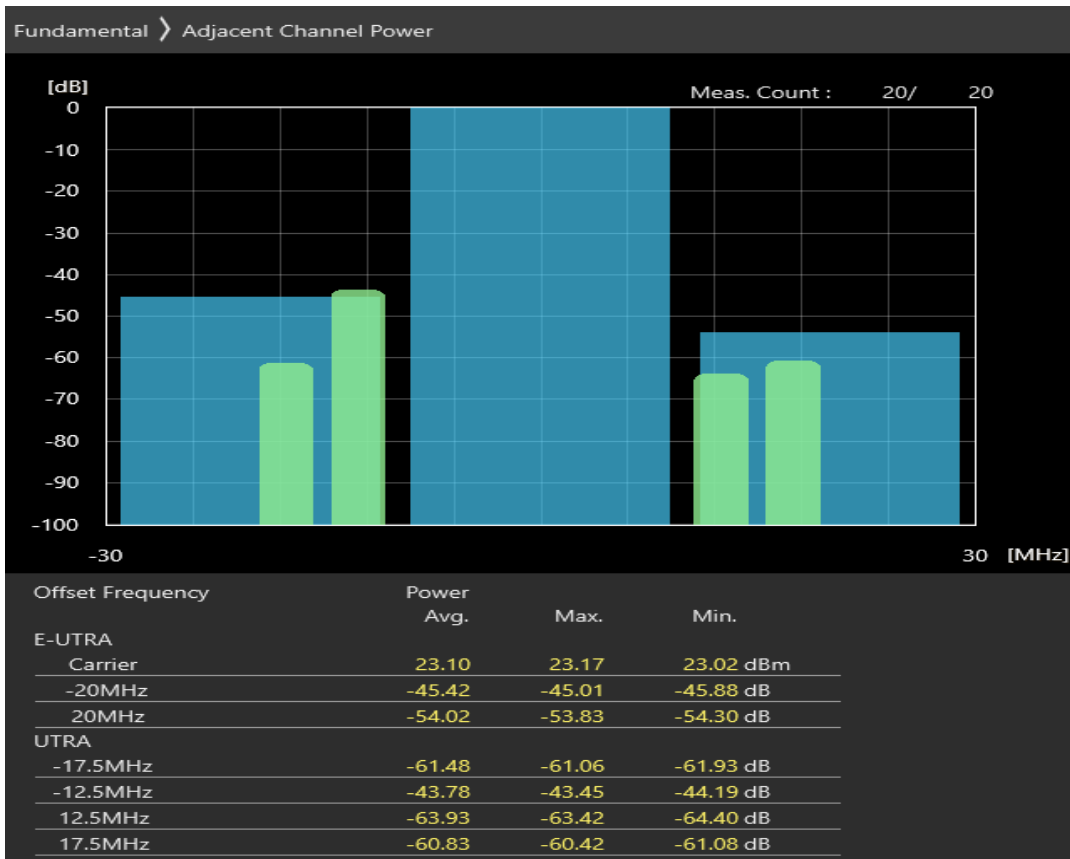 Fundamental 〉 Adjacent Channel Power
[dB]
Meas. Count : 20/ 20
0
-10
-20
-30
-40
-50
-60
-70
-80
-90
-100
-30 30 [MHz]
Offset Frequency Power
Avg. Max. Min.
E-UTRA
Carrier 23.10 23.17 23.02 dBm
-20MHz -45.42 -45.01 -45.88 dB
20MHz -54.02 -53.83 -54.30 dB
UTRA
-17.5MHz -61.48 -61.06 -61.93 dB
-12.5MHz -43.78 -43.45 -44.19 dB
12.5MHz -63.93 -63.42 -64.40 dB
17.5MHz -60.83 -60.42 -61.08 dB